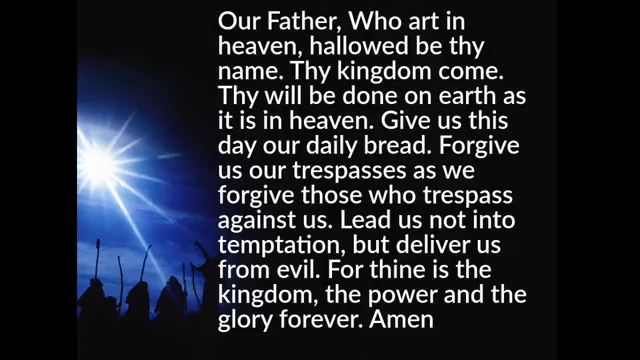 Our Father, Who art in
heaven, hallowed be thy
name. Thy kingdom come.
Thy will be done on earth as
it is in heaven. Give us this
day our daily bread. Forgive
us our trespasses as we
forgive those who trespass
against us. Lead us not into
temptation, but deliver us
from evil. For thine is the
kingdom, the power and the
glory forever. Amen